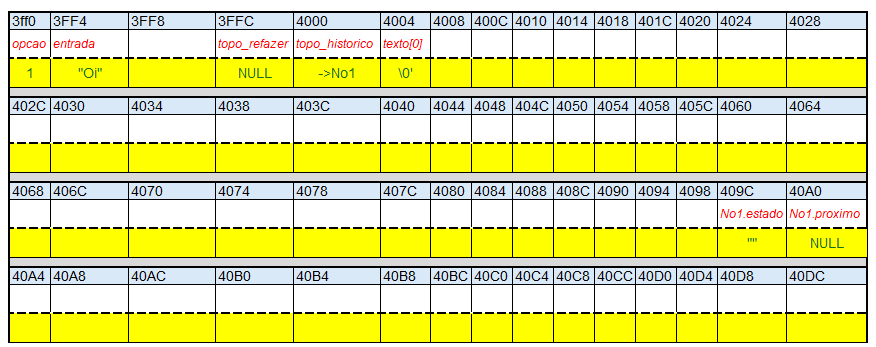 3ff0 3FF4 3FF8 3FFC 4000 4004 4008 400C 4010 4014 4018 401C 4020 4024 4028
opcao entrada topo_refazer topo_historico texto[0]
1 "Oi" NULL ->No1 \0'
402C 4030 4034 4038 403C 4040 4044 4048 404C 4050 4054 4058 405C 4060 4064
4068 406C 4070 4074 4078 407C 4080 4084 4088 408C 4090 4094 4098 409C 40A0
No1.estado No1.proximo
"" NULL
40A4 40A8 40AC 40B0 40B4 40B8 40BC 40C0 40C4 40C8 40CC 40D0 40D4 40D8 40DC